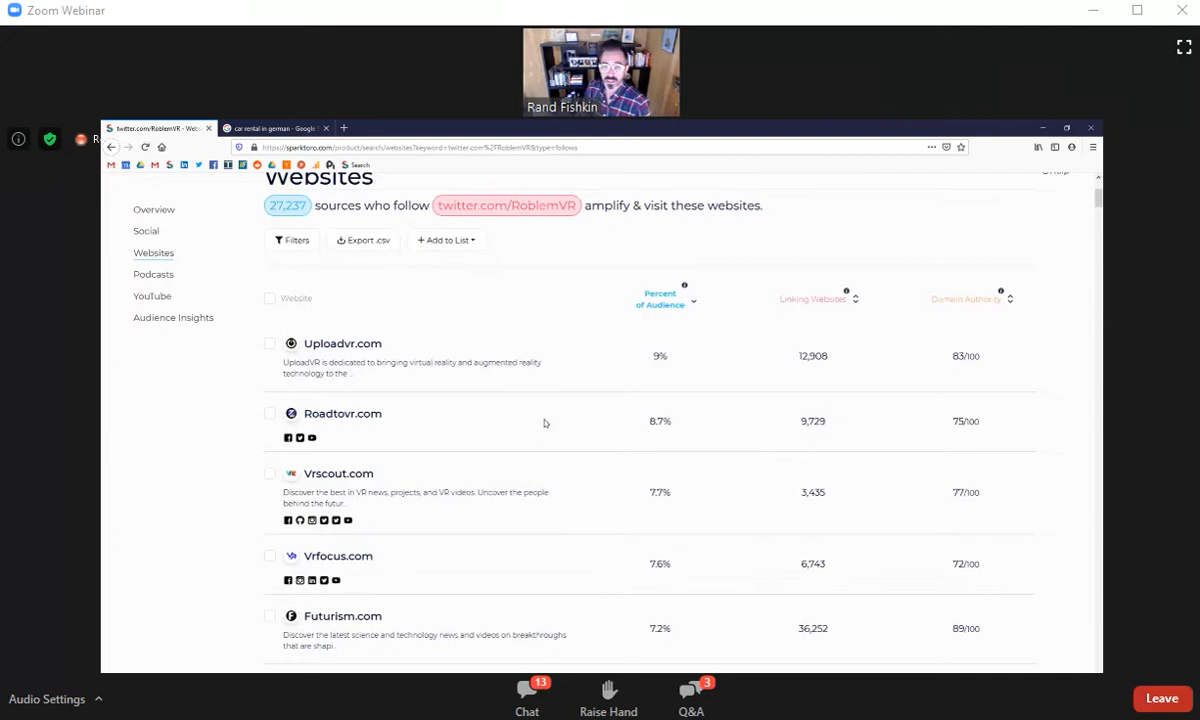 Zoom Webinar
Rand Fishkin
twitter.com/RoblemVR - Web
car rental in german - Google
https://sparktoro.com/product/search/websites?keyword=twitter.com%2FRoblemVR&type=follows
Search
Websites
Help
27,237 sources who follow twitter.com/RoblemVR amplify & visit these websites.
Overview
Social
Websites
Podcasts
YouTube
Audience Insights
Filters Export .csv + Add to List
Website Percent of Audience Linking Websites Domain Authority
Uploadvr.com
UploadVR is dedicated to bringing virtual reality and augmented reality
technology to the ...
9% 12,908 83/100
Roadtovr.com
8.7% 9,729 75/100
Vrscout.com
Discover the best in VR news, projects, and VR videos. Uncover the people
behind the futur...
7.7% 3,435 77/100
Vrfocus.com
7.6% 6,743 72/100
Futurism.com
Discover the latest science and technology news and videos on breakthroughs
that are shapi...
7.2% 36,252 89/100
Audio Settings
13
Chat
Raise Hand
3
Q&A
Leave